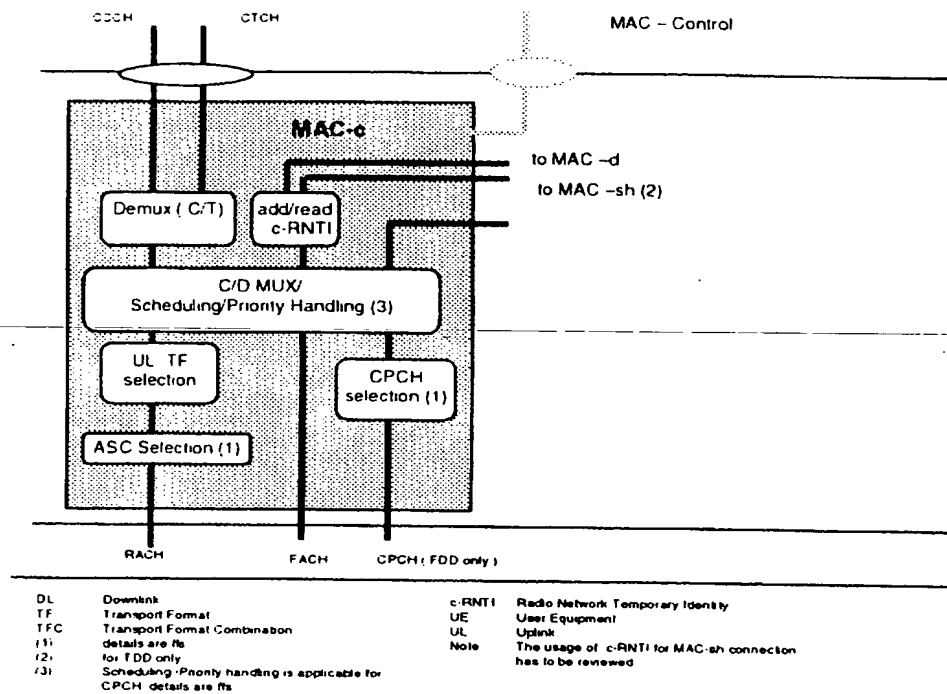 CCCH CTCH MAC – Control
MAC-c
to MAC –d
to MAC –sh (2)
Demux ( C/T)
add/read
c-RNTI
C/D MUX/
Scheduling/Priority Handling (3)
UL TF
selection
CPCH
selection (1)
ASC Selection (1)
RACH FACH CPCH ( FDD only )
DL Downlink
TF Transport Format
TFC Transport Format Combination
(1) details are ffs
(2) for TDD only
(3) Scheduling /Priority handling is applicable for
CPCH details are ffs
c-RNTI Radio Network Temporary Identity
UE User Equipment
UL Uplink
Note The usage of c-RNTI for MAC-sh connection
has to be reviewed